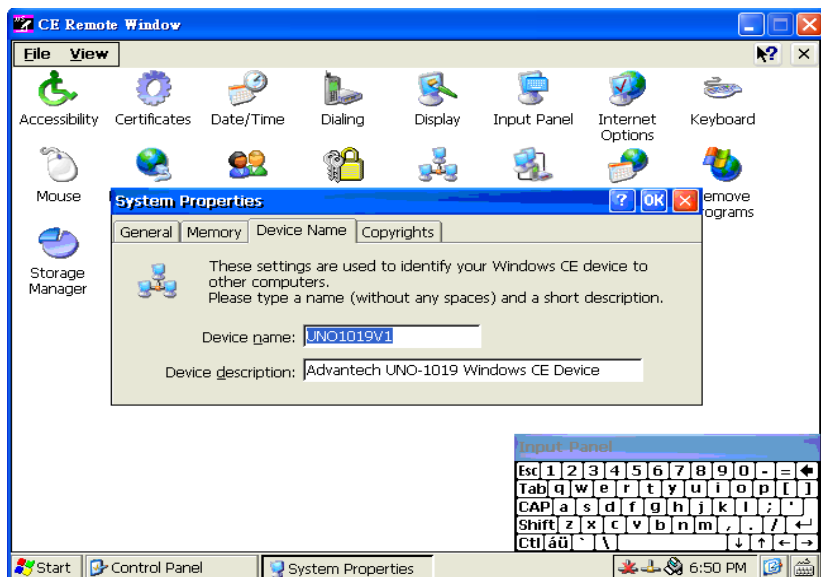 CE Remote Window
File View
Accessibility Certificates Date/Time Dialing Display Input Panel Internet Options Keyboard
Mouse
emove
rograms
System Properties
? OK
General Memory Device Name Copyrights
Storage Manager
These settings are used to identify your Windows CE device to
other computers.
Please type a name (without any spaces) and a short description.
Device name: UNO1019V1
Device description: Advantech UNO-1019 Windows CE Device
Input Panel
Esc 1 2 3 4 5 6 7 8 9 0 - =
Tab q w e r t y u i o p [ ]
CAP a s d f g h j k l ; '
Shift z x c v b n m , . /
Ctl áü ` \
Start Control Panel System Properties 6:50 PM